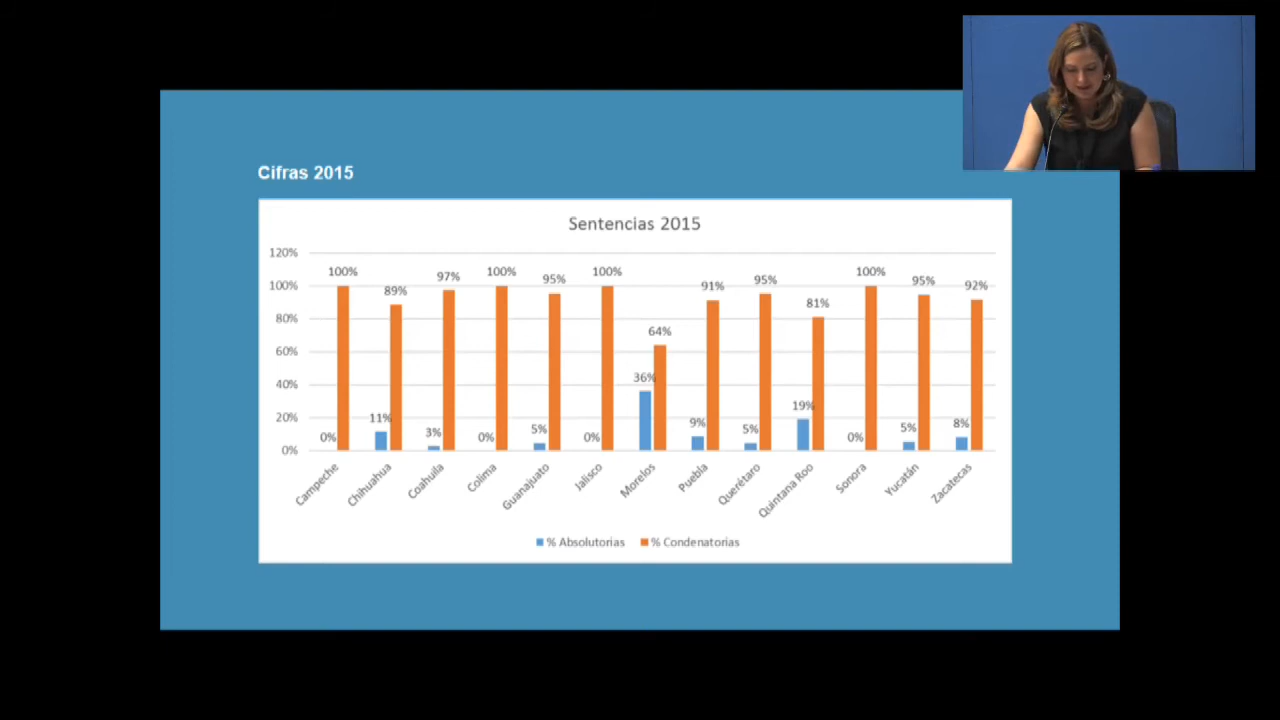 Cifras 2015
Sentencias 2015
120%
100%
80%
60%
40%
20%
0%
0% 100%
11% 89%
3% 97%
0% 100%
5% 95%
0% 100%
36% 64%
9% 91%
5% 95%
19% 81%
0% 100%
5% 95%
8% 92%
Campeche
Chihuahua
Coahuila
Colima
Guanajuato
Jalisco
Morelos
Puebla
Querétaro
Quintana Roo
Sonora
Yucatán
Zacatecas
% Absolutorias % Condenatorias